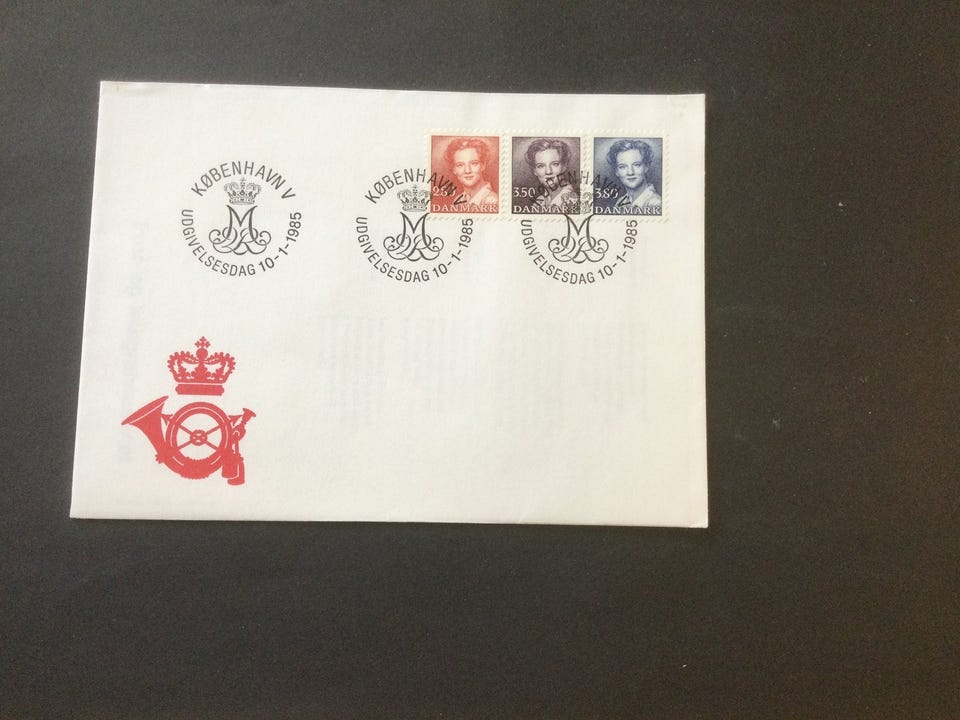 KØBENHAVN V
UDGIVELSESDAG 10-1-1985
KØBENHAVN V
UDGIVELSESDAG 10-1-1985
KØBENHAVN V
UDGIVELSESDAG 10-1-1985
DANMARK
350
DANMARK
380
DANMARK